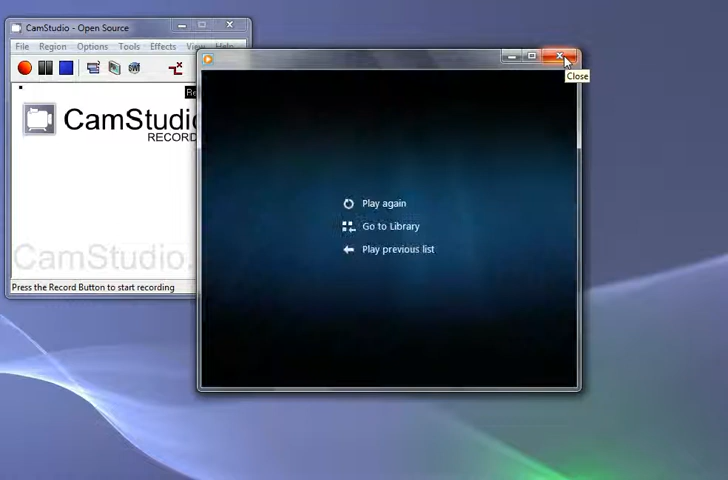 CamStudio - Open Source
File Region Options Tools Effects View Help
CamStudio
RECORD
CamStudio.
Press the Record Button to start recording
Close
Play again
Go to Library
Play previous list